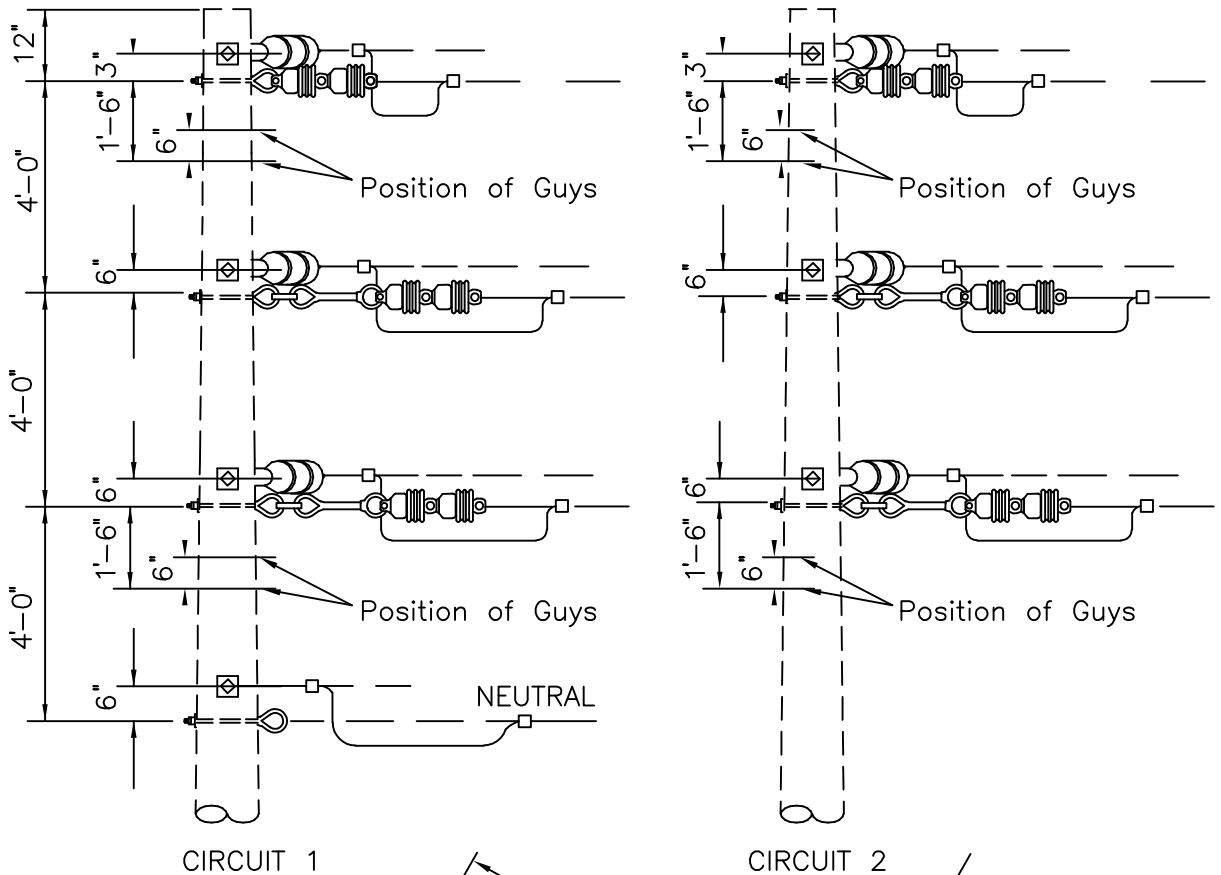 12"
3"
3"
1'-6"
6"
1'-6"
6"
4'-0"
Position of Guys
Position of Guys
6"
6"
4'-0"
6"
6"
1'-6"
6"
1'-6"
6"
4'-0"
Position of Guys
Position of Guys
6"
NEUTRAL
CIRCUIT 1
CIRCUIT 2